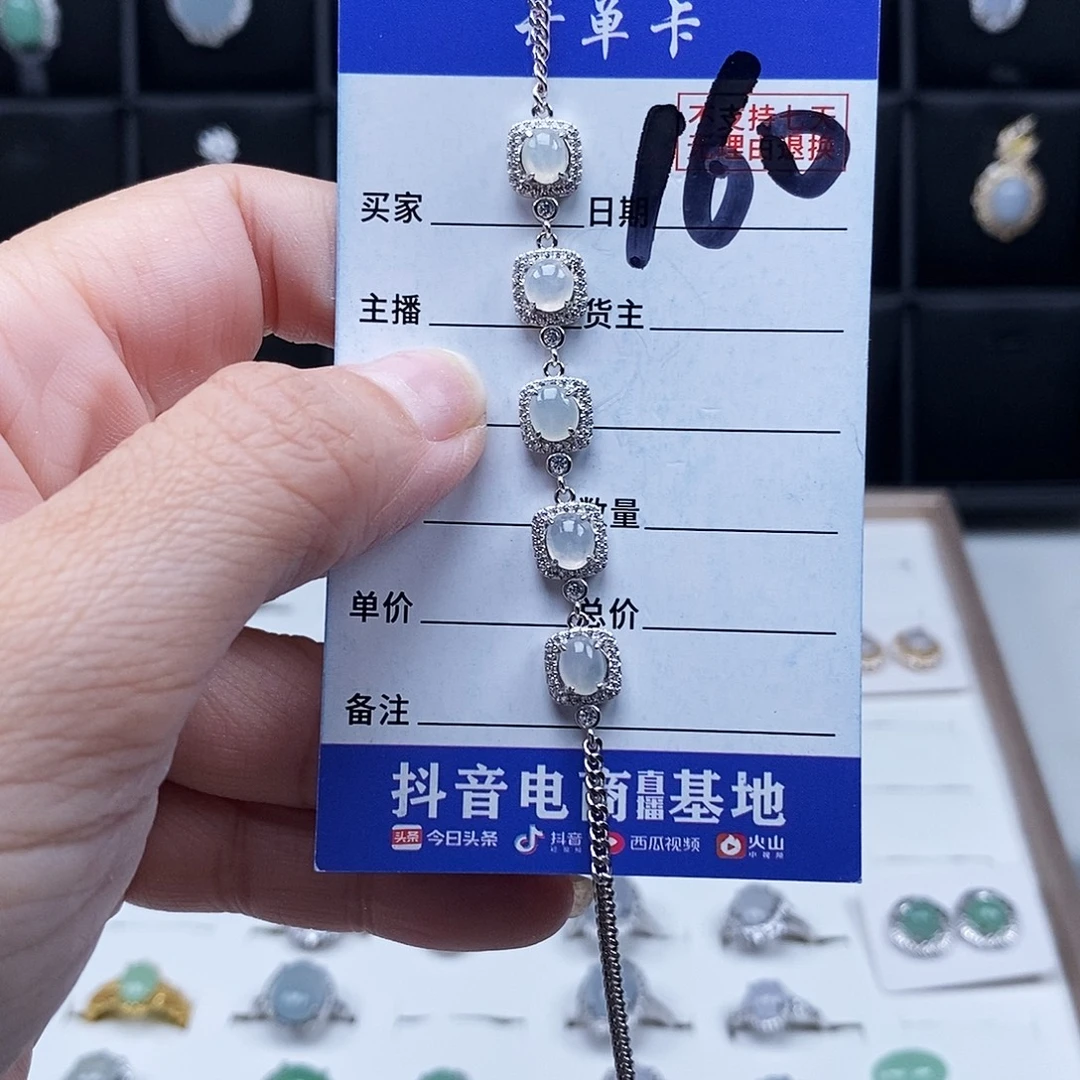 单卡
160
不支持七天
无理由退换
买家 日期
主播 货主
数量
单价 总价
备注
抖音电商直播基地
头条 今日头条 抖音 西瓜视频 火山